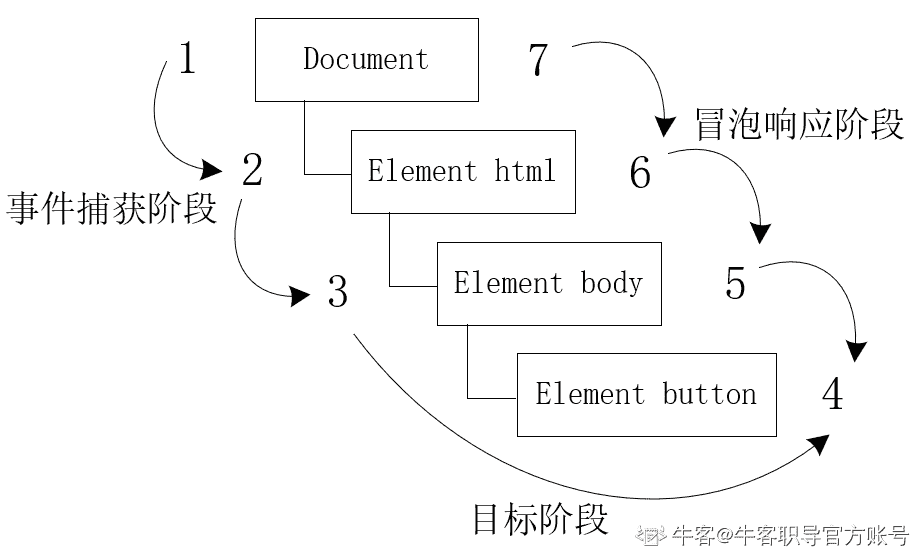 1
Document
7
冒泡响应阶段
2
Element html
6
事件捕获阶段
3
Element body
5
Element button
4
目标阶段
牛客@牛客职导官方账号